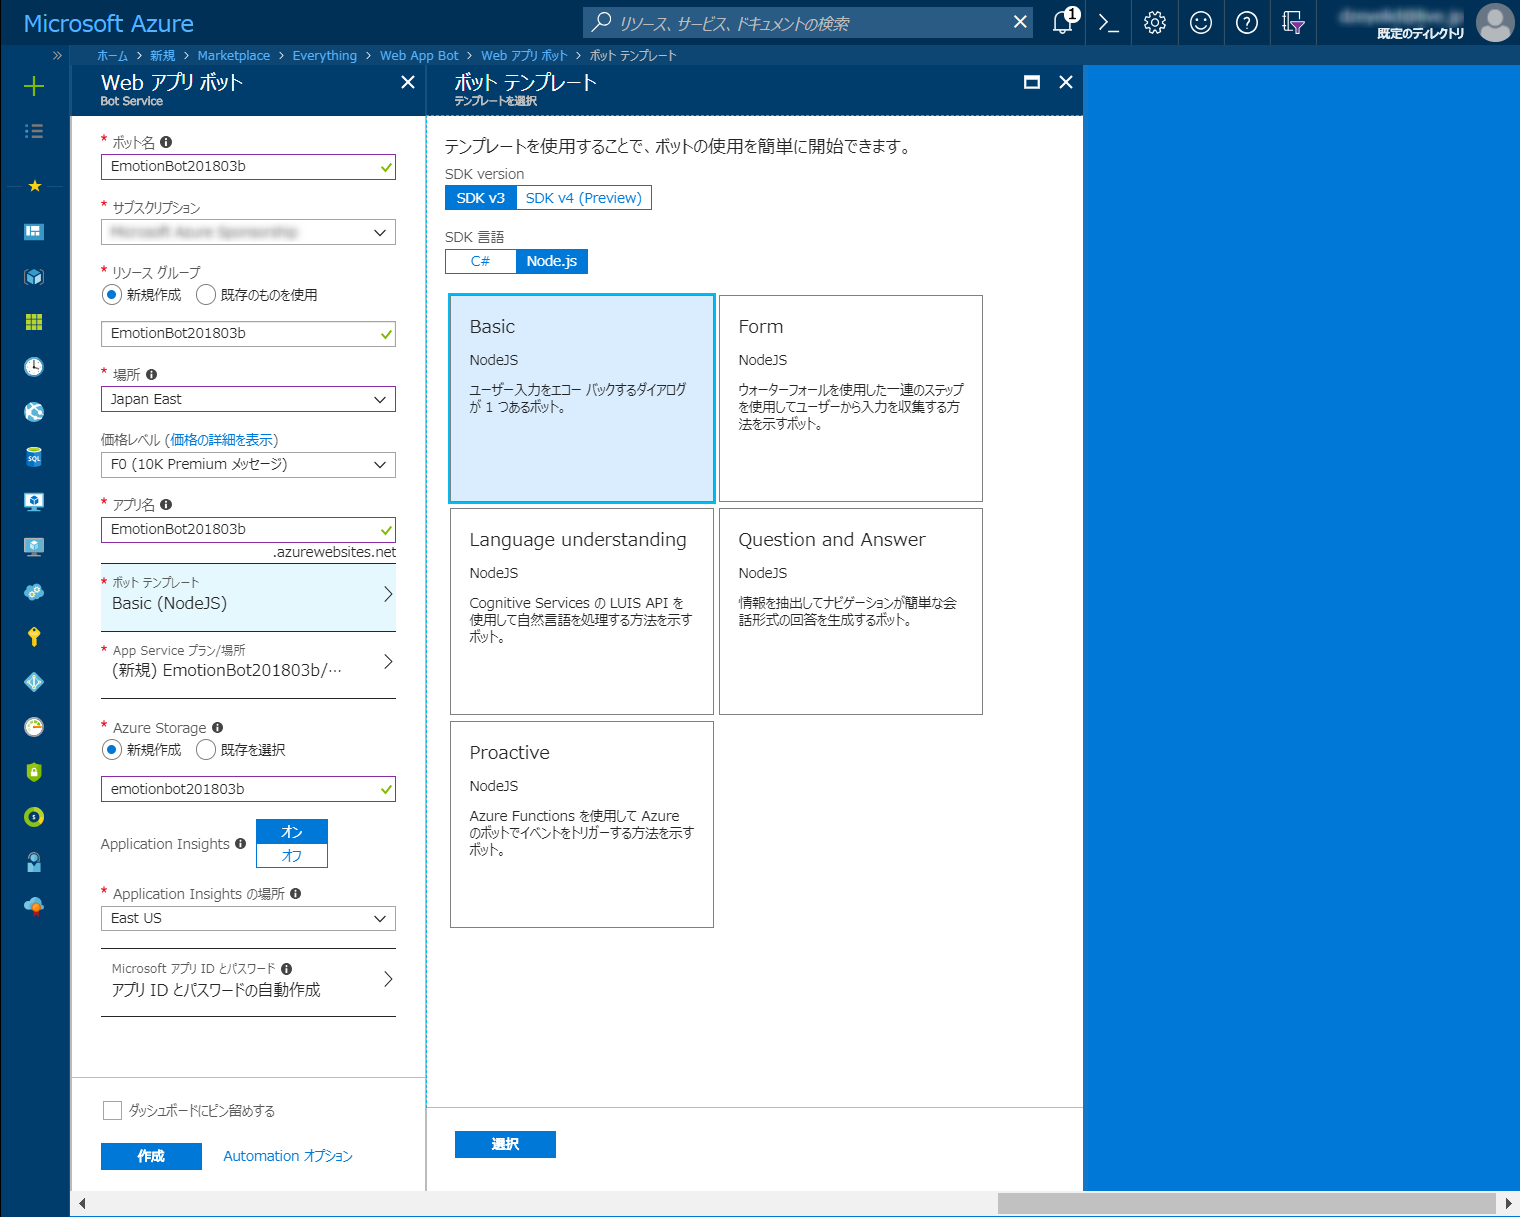 Microsoft Azure
リソース、サービス、ドキュメントの検索
1
既定のディレクトリ
ホーム > 新規 > Marketplace > Everything > Web App Bot > Web アプリ ボット > ボット テンプレート
Web アプリ ボット
Bot Service
* ボット名
EmotionBot201803b
* サブスクリプション
Microsoft Azure Sponsorship
* リソース グループ
新規作成 既存のものを使用
EmotionBot201803b
* 場所
Japan East
価格レベル (価格の詳細を表示)
F0 (10K Premium メッセージ)
* アプリ名
EmotionBot201803b
.azurewebsites.net
* ボット テンプレート
Basic (NodeJS)
* App Service プラン/場所
(新規) EmotionBot201803b/…
* Azure Storage
新規作成 既存を選択
emotionbot201803b
Application Insights
オン
オフ
* Application Insights の場所
East US
Microsoft アプリ ID とパスワード
アプリ ID とパスワードの自動作成
ダッシュボードにピン留めする
作成 Automation オプション
ボット テンプレート
テンプレートを選択
テンプレートを使用することで、ボットの使用を簡単に開始できます。
SDK version
SDK v3 SDK v4 (Preview)
SDK 言語
C# Node.js
Basic
NodeJS
ユーザー入力をエコー バックするダイアログ
が 1 つあるボット。
Form
NodeJS
ウォーターフォールを使用した一連のステップ
を使用してユーザーから入力を収集する方
法を示すボット。
Language understanding
NodeJS
Cognitive Services の LUIS API を
使用して自然言語を処理する方法を示す
ボット。
Question and Answer
NodeJS
情報を抽出してナビゲーションが簡単な会
話形式の回答を生成するボット。
Proactive
NodeJS
Azure Functions を使用して Azure
のボットでイベントをトリガーする方法を示す
ボット。
選択